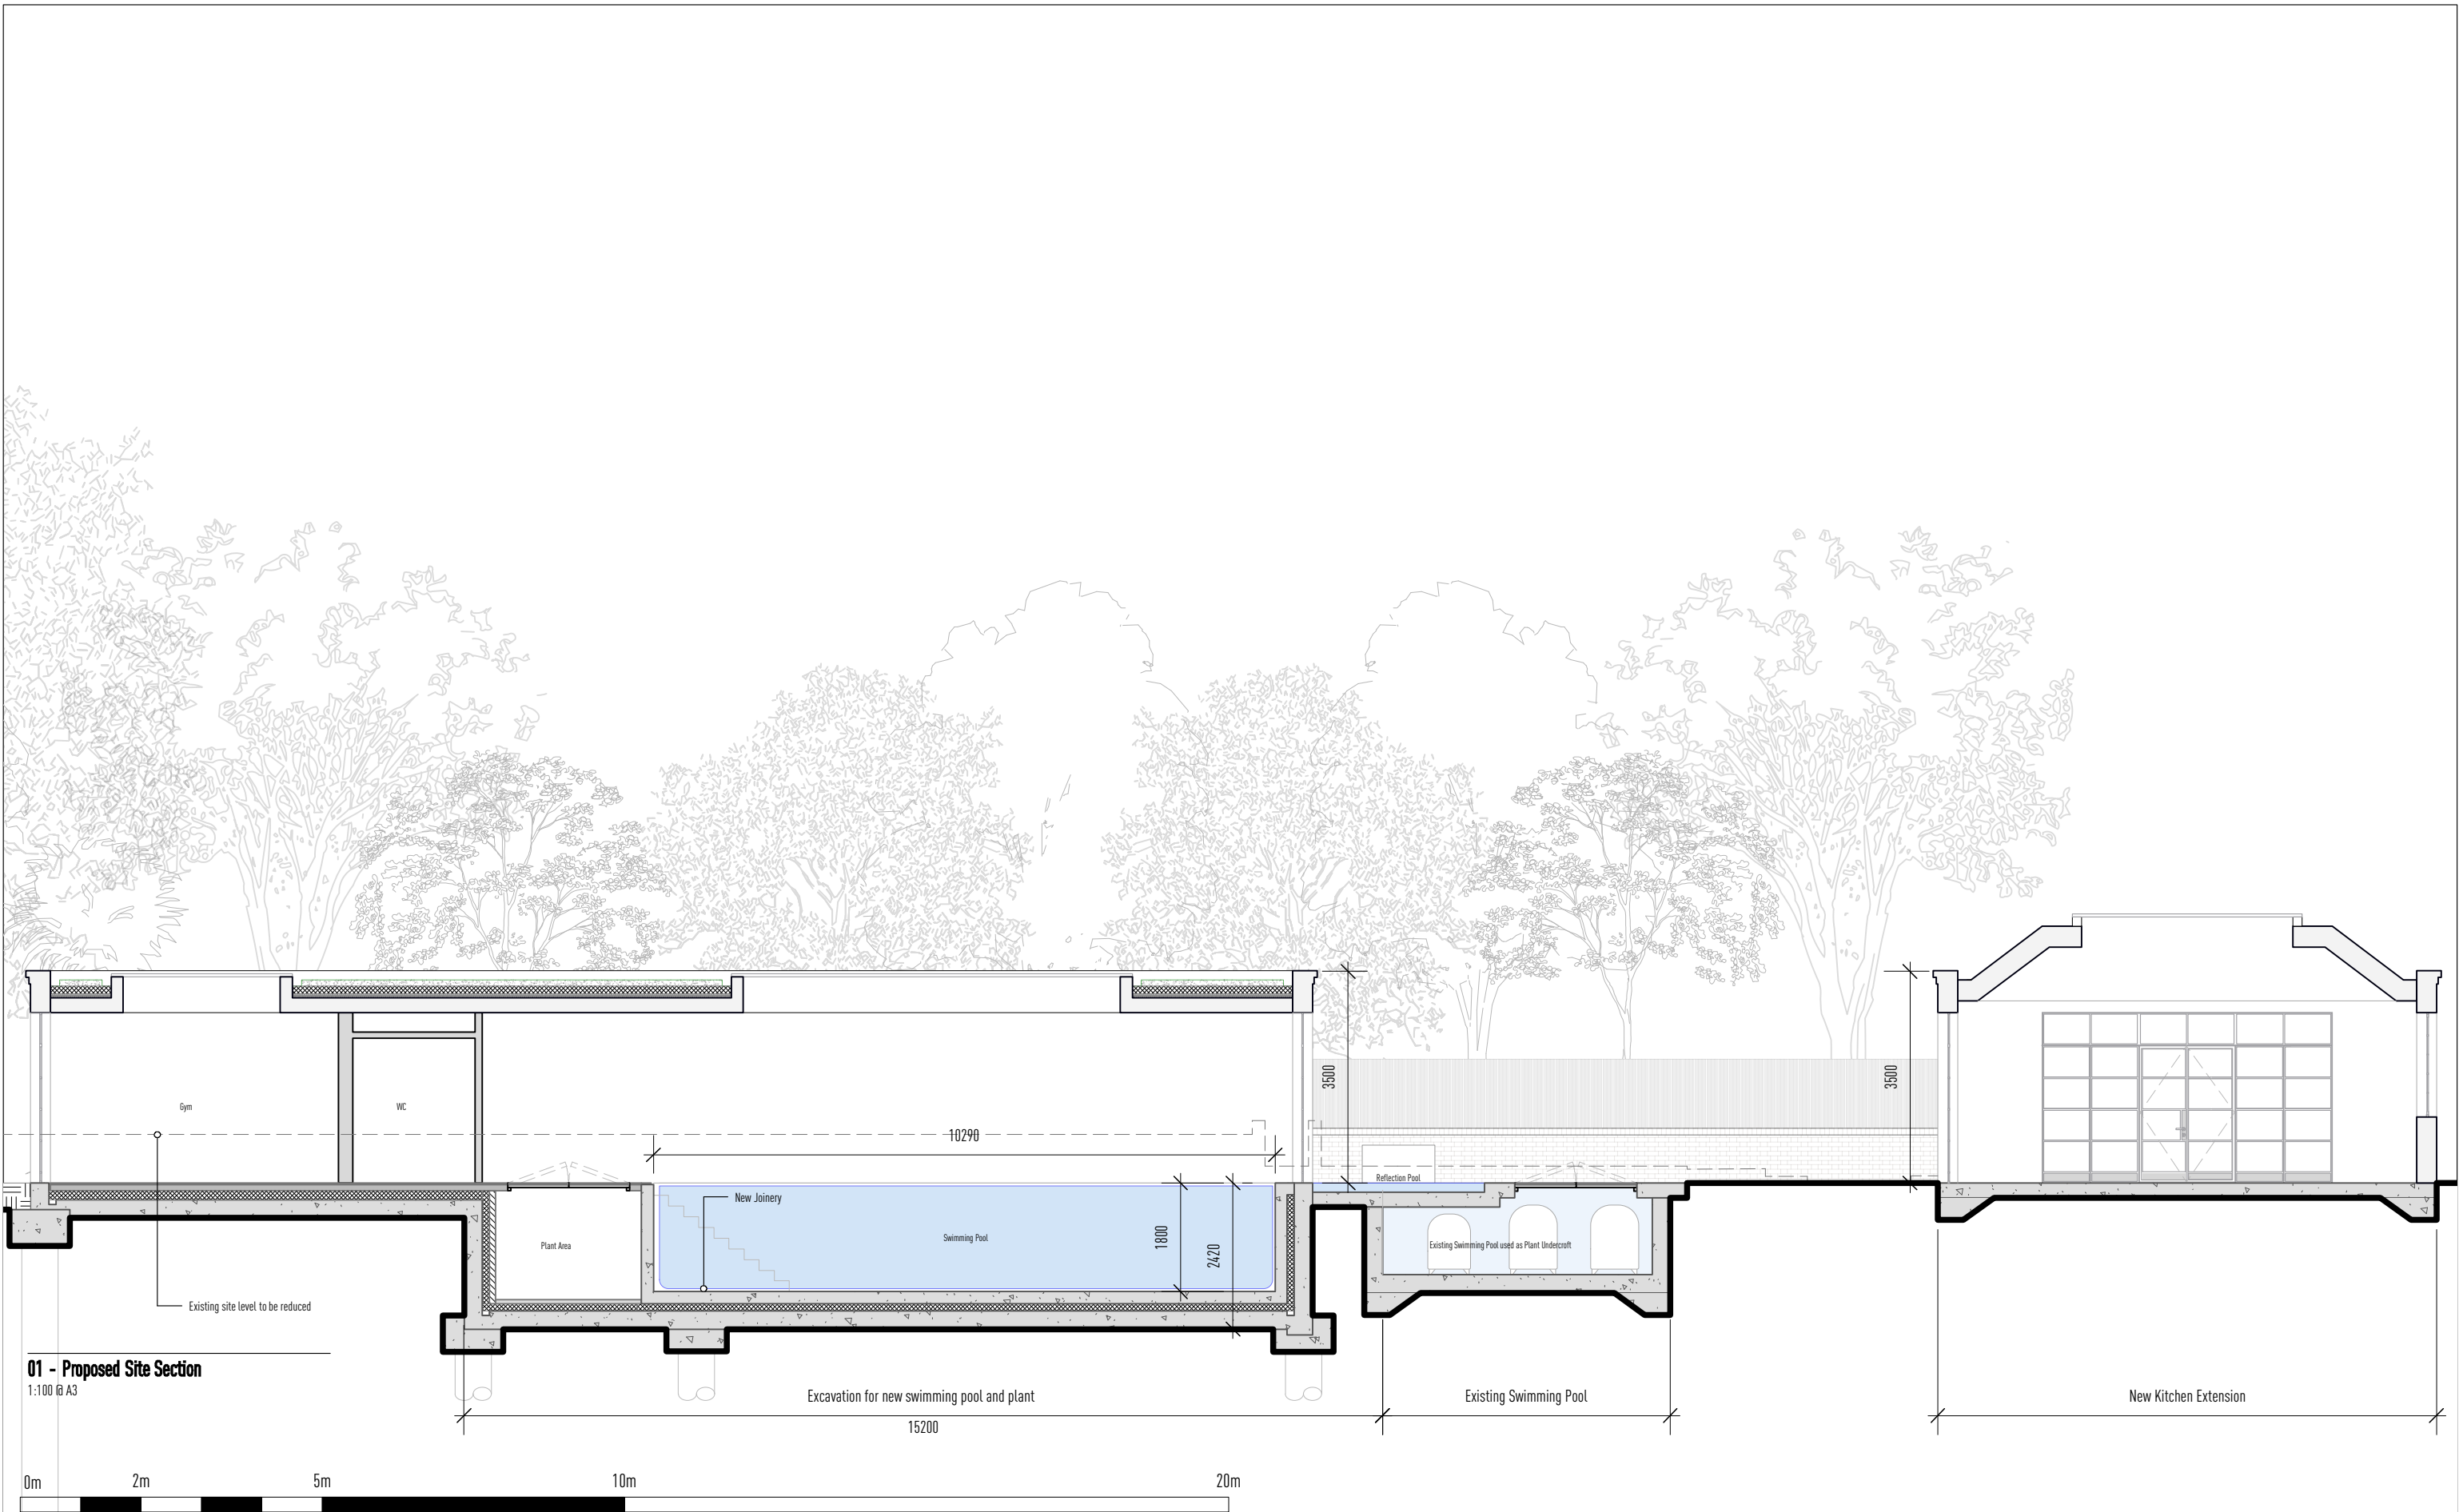 Gym
WC
10290
3500
3500
Reflection Pool
New Joinery
Plant Area
Swimming Pool
1800
2420
Existing Swimming Pool used as Plant Undercroft
Existing site level to be reduced
01 - Proposed Site Section
1:100 @ A3
Excavation for new swimming pool and plant
15200
Existing Swimming Pool
New Kitchen Extension
0m 2m 5m 10m 20m